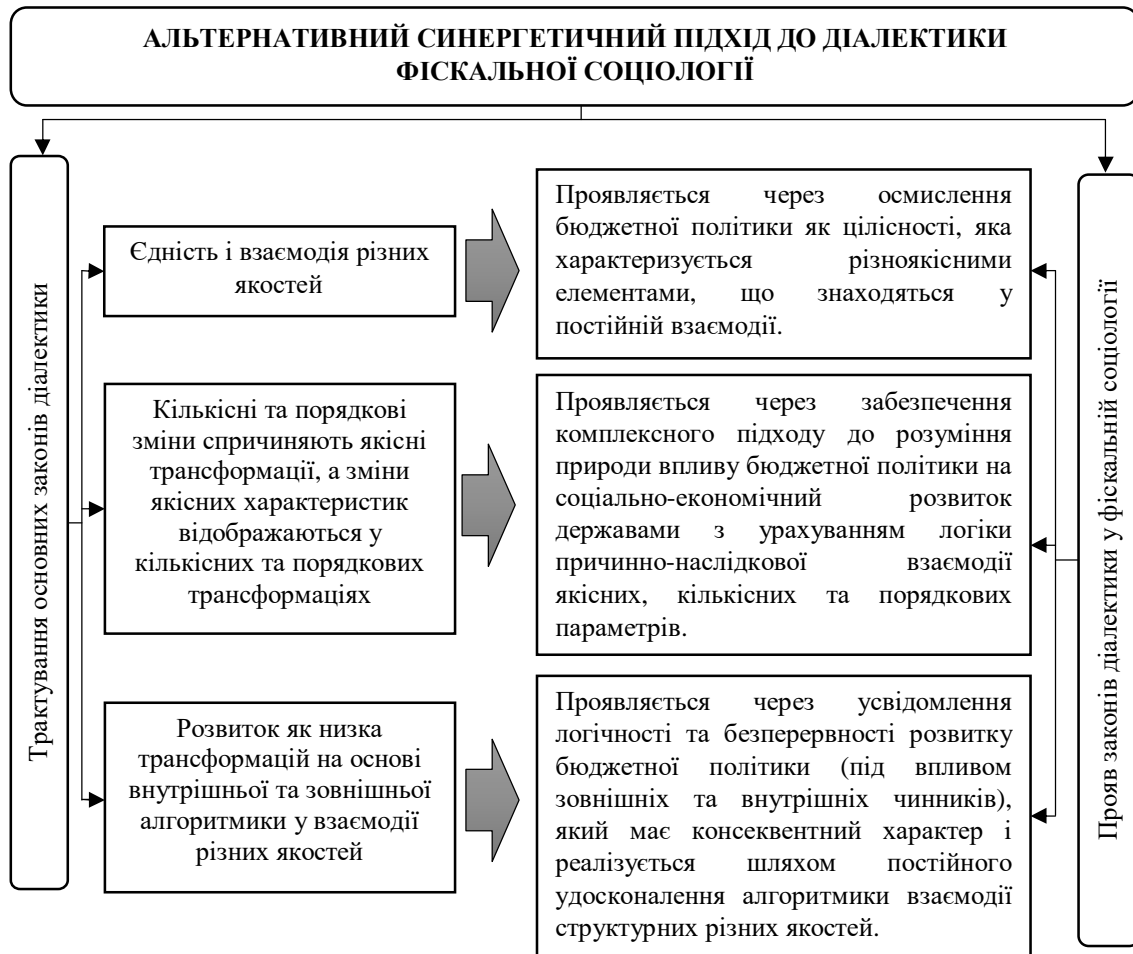 АЛЬТЕРНАТИВНИЙ СИНЕРГЕТИЧНИЙ ПІДХІД ДО ДІАЛЕКТИКИ
ФІСКАЛЬНОЇ СОЦІОЛОГІЇ
Трактування основних законів діалектики
Єдність і взаємодія різних
якостей
Проявляється через осмислення
бюджетної політики як цілісності, яка
характеризується різноякісними
елементами, що знаходяться у
постійній взаємодії.
Кількісні та порядкові
зміни спричиняють якісні
трансформації, а зміни
якісних характеристик
відображаються у
кількісних та порядкових
трансформаціях
Проявляється через забезпечення
комплексного підходу до розуміння
природи впливу бюджетної політики на
соціально-економічний розвиток
державами з урахуванням логіки
причинно-наслідкової взаємодії
якісних, кількісних та порядкових
параметрів.
Розвиток як низка
трансформацій на основі
внутрішньої та зовнішньої
алгоритмики у взаємодії
різних якостей
Проявляється через усвідомлення
логічності та безперервності розвитку
бюджетної політики (під впливом
зовнішніх та внутрішніх чинників),
який має консеквентний характер і
реалізується шляхом постійного
удосконалення алгоритмики взаємодії
структурних різних якостей.
Прояв законів діалектики у фіскальній соціології